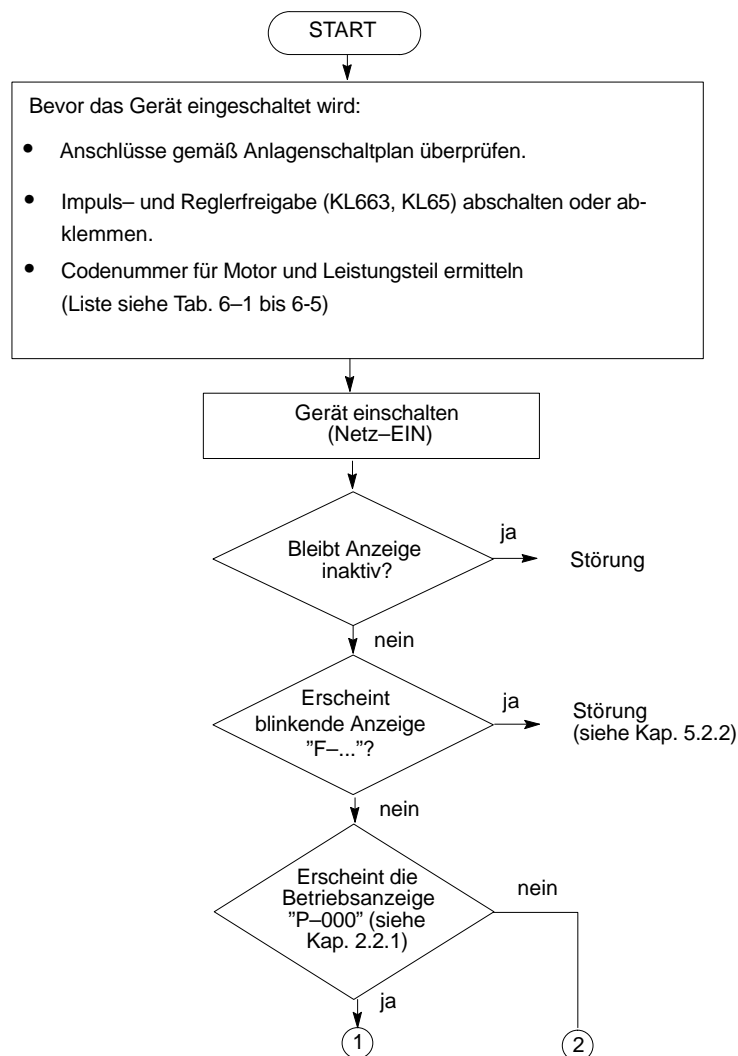 START
Bevor das Gerät eingeschaltet wird:
• Anschlüsse gemäß Anlagenschaltplan überprüfen.
• Impuls– und Reglerfreigabe (KL663, KL65) abschalten oder ab-
klemmen.
• Codenummer für Motor und Leistungsteil ermitteln
(Liste siehe Tab. 6–1 bis 6-5)
Gerät einschalten
(Netz–EIN)
Bleibt Anzeige
inaktiv?
ja
Störung
nein
Erscheint
blinkende Anzeige
”F–...”?
ja
Störung
(siehe Kap. 5.2.2)
nein
Erscheint die
Betriebsanzeige
”P–000” (siehe
Kap. 2.2.1)
nein
ja
1
2